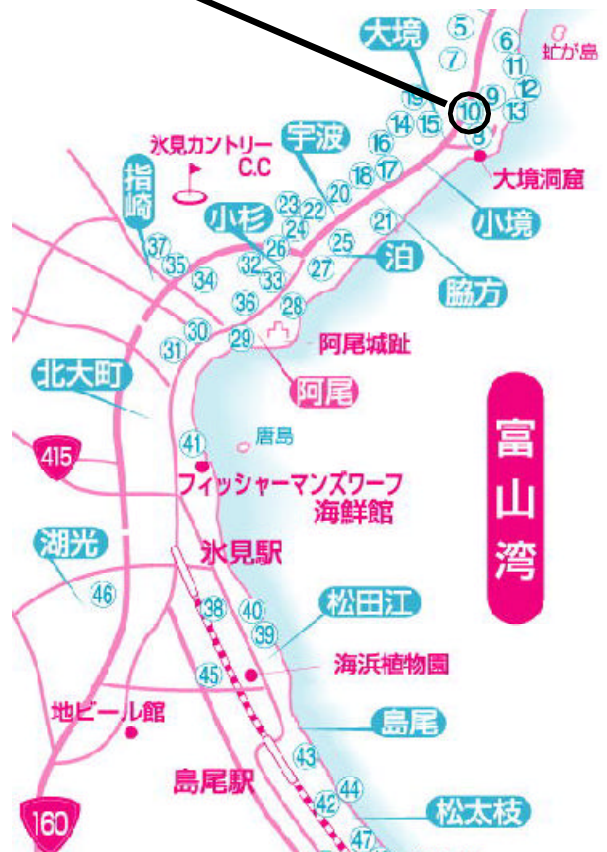 ⑤
大境
⑥
虻が島
⑦
⑪
⑫
⑲
⑨
⑩
⑬
⑭
⑮
⑧
氷見カントリー
C.C
宇波
⑯
大境洞窟
指崎
⑱
⑰
⑳
小境
小杉
㉓
㉒
㉑
㉔
㊲
㉖
㉕
泊
㉟
㉜
㉗
脇方
㉞
㉝
㊱
㉘
㉚
㉙
阿尾城趾
㉛
北大町
阿尾
富山湾
㊶
唐島
415
フィッシャーマンズワーフ
海鮮館
湖光
氷見駅
㊻
㊳
㊵
松田江
㊴
海浜植物園
㊺
地ビール館
島尾
㊸
島尾駅
㊹
㊷
松太枝
160
㊼